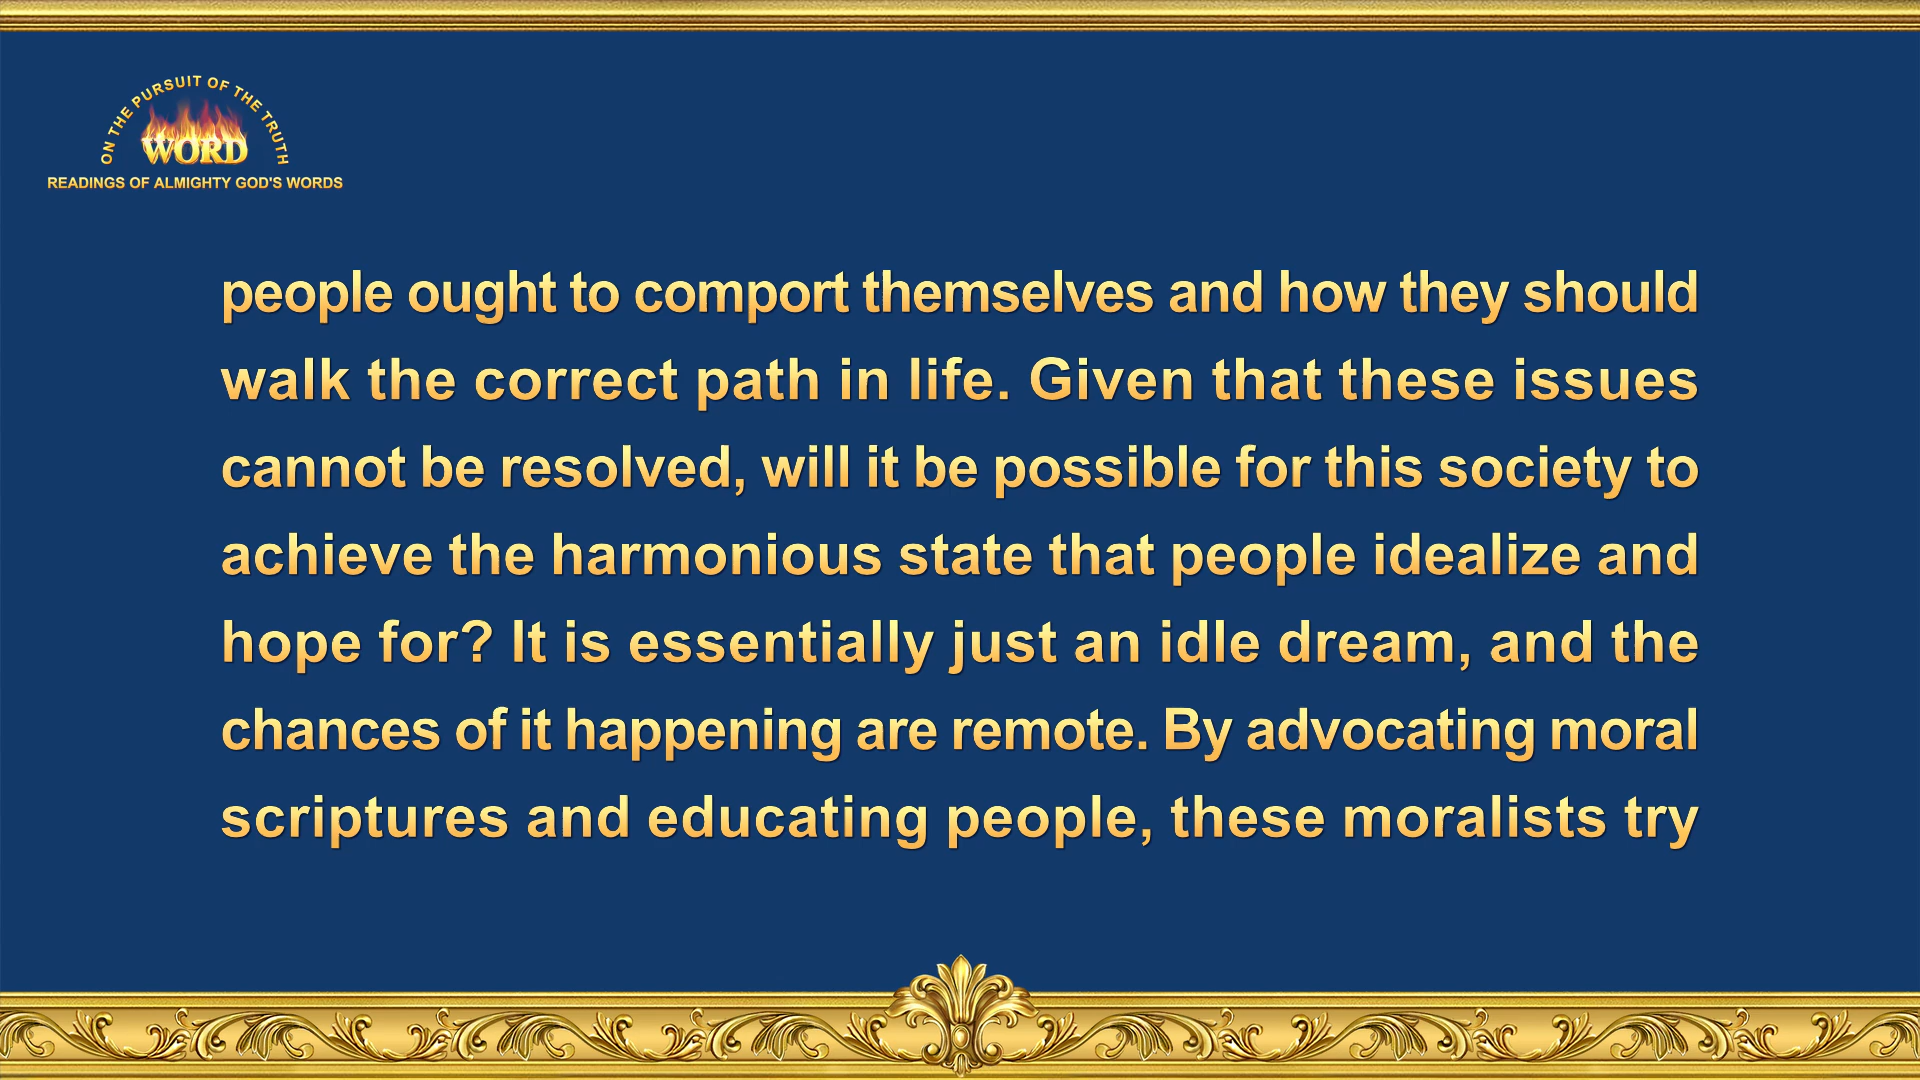 ON THE PURSUIT OF THE TRUTH
WORD
READINGS OF ALMIGHTY GOD'S WORDS
people ought to comport themselves and how they should
walk the correct path in life. Given that these issues
cannot be resolved, will it be possible for this society to
achieve the harmonious state that people idealize and
hope for? It is essentially just an idle dream, and the
chances of it happening are remote. By advocating moral
scriptures and educating people, these moralists try